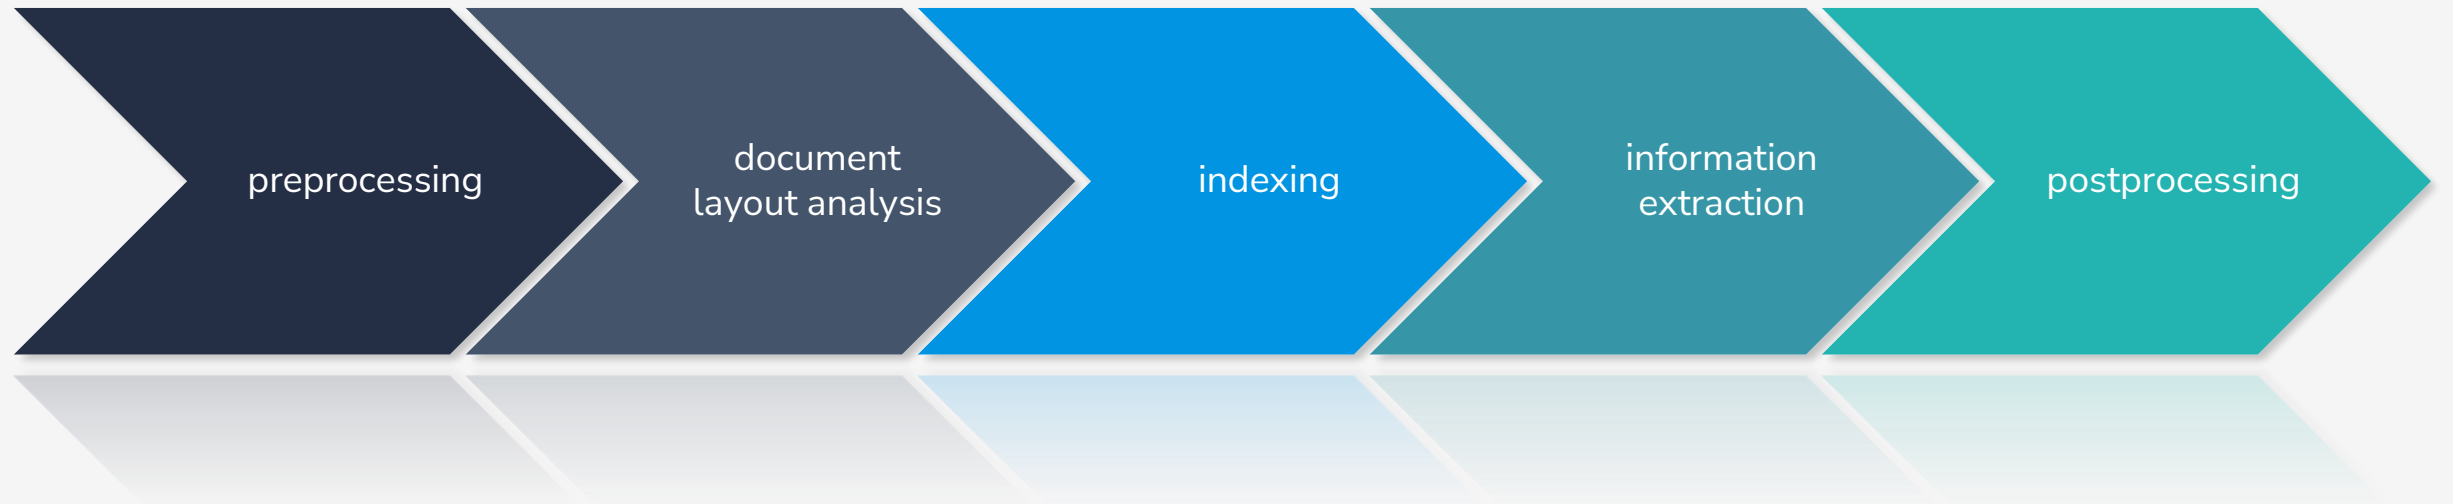 preprocessing
document
layout analysis
indexing
information
extraction
postprocessing